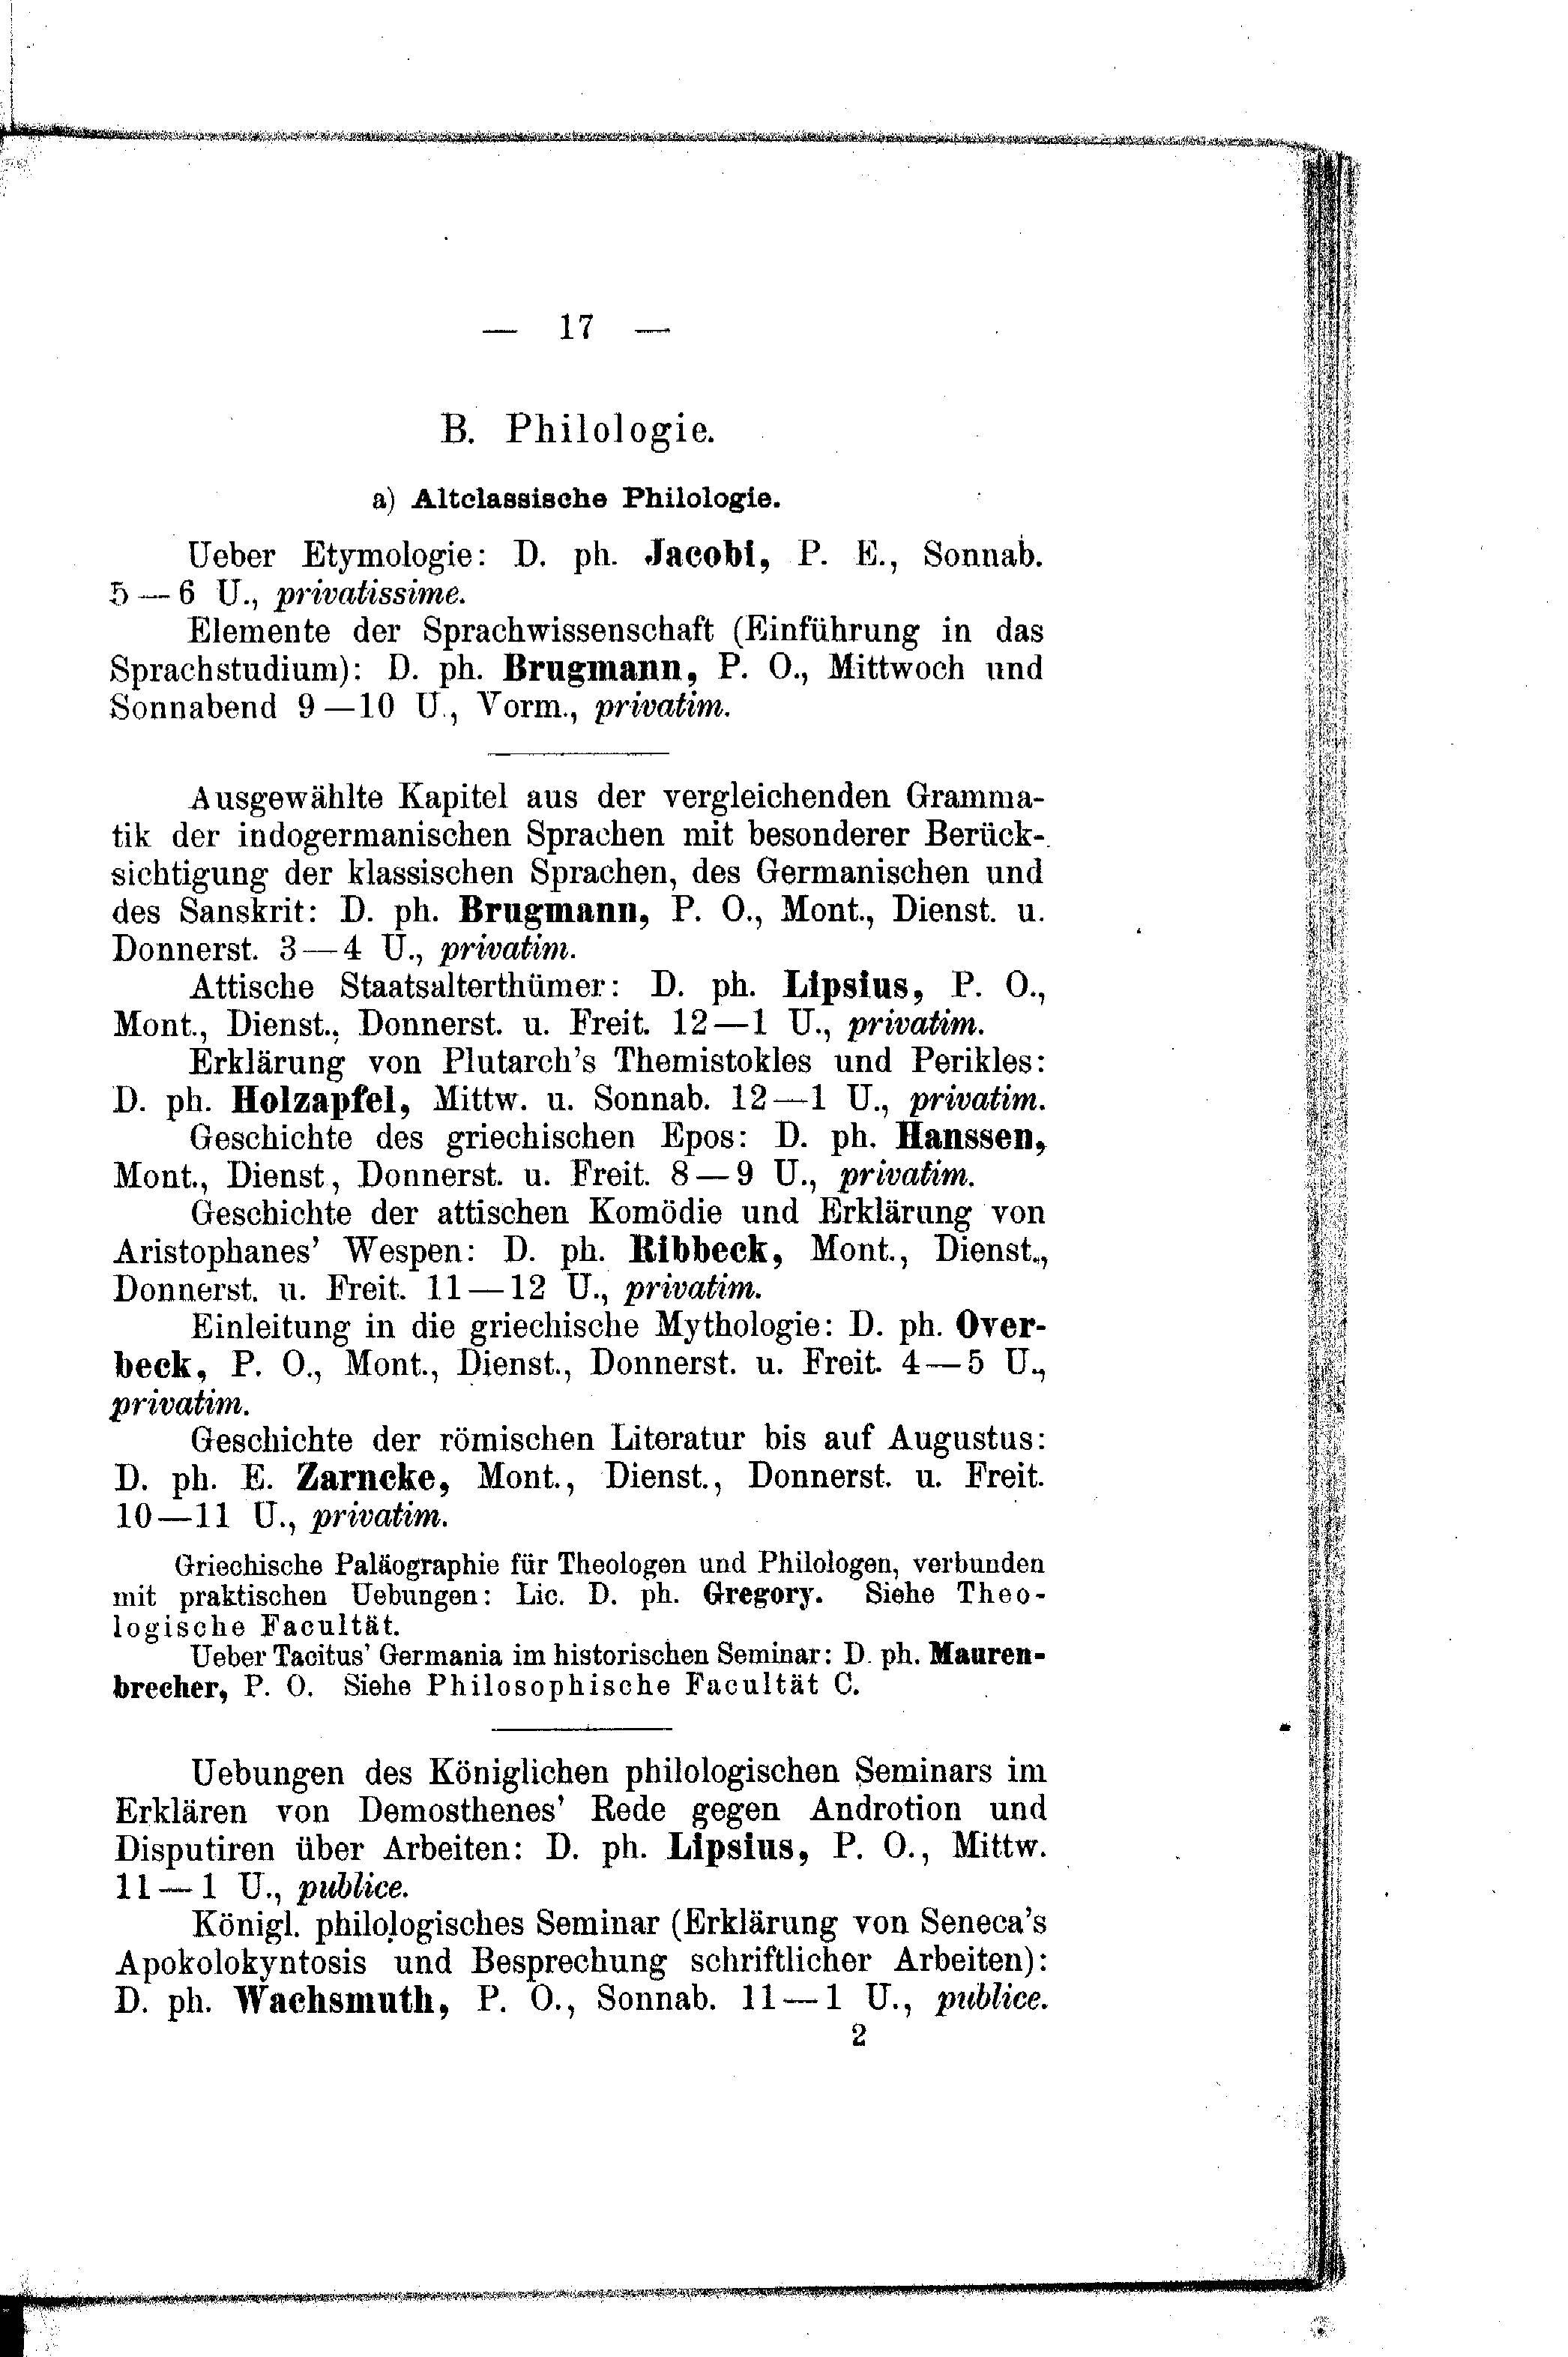 — 17 —
B. Philologie.
a) Altclassische Philologie.
Ueber Etymologie: D. ph. Jacobi, P. E., Sonnab.
5—6 U., privatissime.
Elemente der Sprachwissenschaft (Einführung in das
Sprachstudium): D. ph. Brugmann, P. O., Mittwoch und
Sonnabend 9—10 U., Vorm., privatim.
Ausgewählte Kapitel aus der vergleichenden Gramma-
tik der indogermanischen Sprachen mit besonderer Berück-
sichtigung der klassischen Sprachen, des Germanischen und
des Sanskrit: D. ph. Brugmann, P. O., Mont., Dienst. u.
Donnerst. 3—4 U., privatim.
Attische Staatsalterthümer: D. ph. Lipsius, P. O.,
Mont., Dienst., Donnerst. u. Freit. 12—1 U., privatim.
Erklärung von Plutarch's Themistokles und Perikles:
D. ph. Holzapfel, Mittw. u. Sonnab. 12—1 U., privatim.
Geschichte des griechischen Epos: D. ph. Hanssen,
Mont., Dienst, Donnerst. u. Freit. 8—9 U., privatim.
Geschichte der attischen Komödie und Erklärung von
Aristophanes' Wespen: D. ph. Ribbeck, Mont., Dienst.,
Donnerst. u. Freit. 11—12 U., privatim.
Einleitung in die griechische Mythologie: D. ph. Over-
beck, P. O., Mont., Dienst., Donnerst. u. Freit. 4—5 U.,
privatim.
Geschichte der römischen Literatur bis auf Augustus:
D. ph. E. Zarncke, Mont., Dienst., Donnerst. u. Freit.
10—11 U., privatim.
Griechische Paläographie für Theologen und Philologen, verbunden
mit praktischen Uebungen: Lic. D. ph. Gregory. Siehe Theo-
logische Facultät.
Ueber Tacitus' Germania im historischen Seminar: D. ph. Mauren-
brecher, P. O. Siehe Philosophische Facultät C.
Uebungen des Königlichen philologischen Seminars im
Erklären von Demosthenes' Rede gegen Androtion und
Disputiren über Arbeiten: D. ph. Lipsius, P. O., Mittw.
11—1 U., publice.
Königl. philologisches Seminar (Erklärung von Seneca's
Apokolokyntosis und Besprechung schriftlicher Arbeiten):
D. ph. Wachsmuth, P. O., Sonnab. 11—1 U., publice.
2